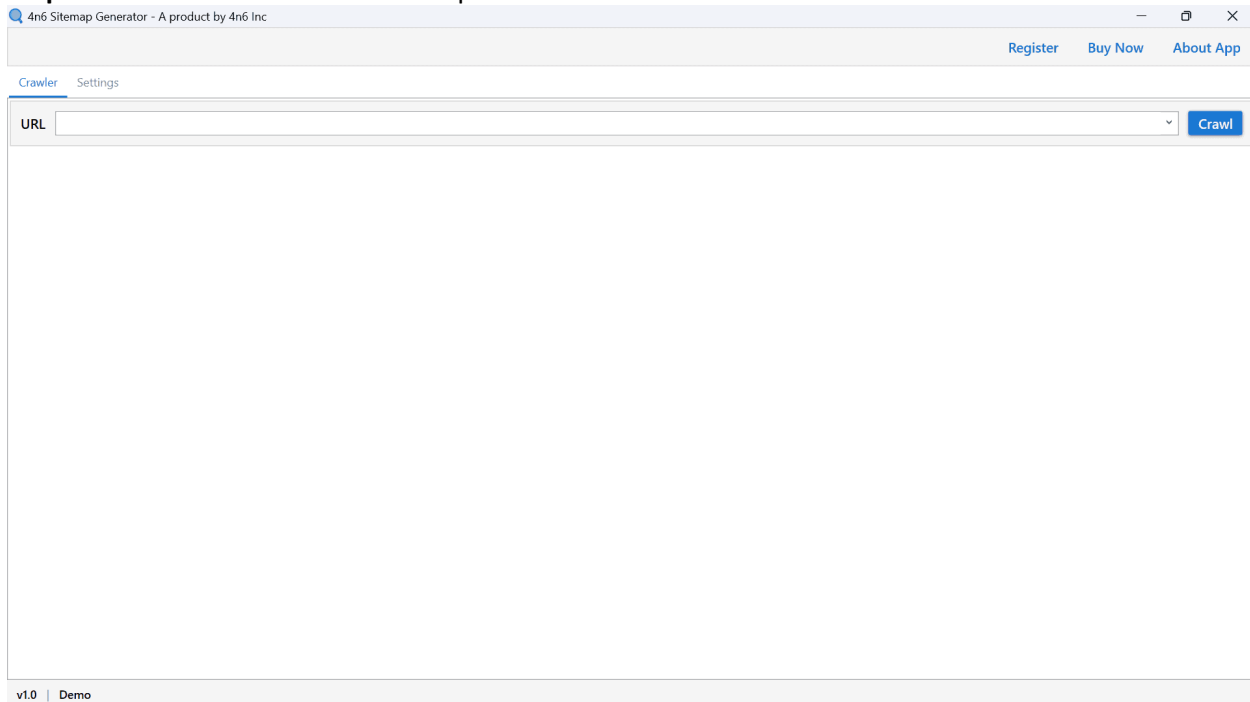 4n6 Sitemap Generator - A product by 4n6 Inc
Register Buy Now About App
Crawler Settings
URL Crawl
v1.0 | Demo